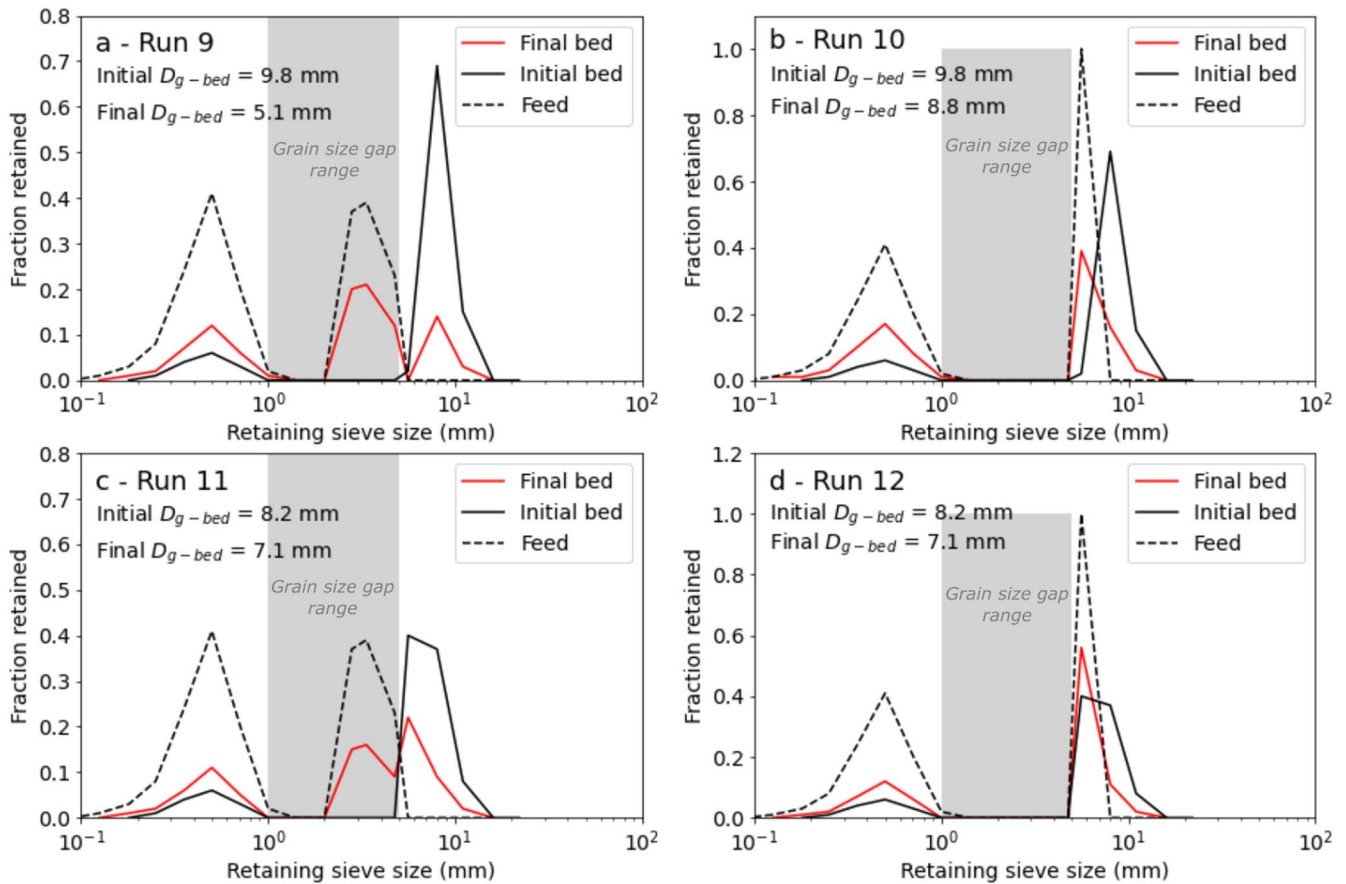 a - Run 9
Initial D_{g-bed} = 9.8 mm
Final D_{g-bed} = 5.1 mm
Grain size gap
range
Final bed
Initial bed
Feed
Fraction retained
0.8
0.7
0.6
0.5
0.4
0.3
0.2
0.1
0.0
10^{-1}
10^{0}
10^{1}
10^{2}
Retaining sieve size (mm)
b - Run 10
Initial D_{g-bed} = 9.8 mm
Final D_{g-bed} = 8.8 mm
Grain size gap
range
Final bed
Initial bed
Feed
Fraction retained
1.0
0.8
0.6
0.4
0.2
0.0
10^{-1}
10^{0}
10^{1}
10^{2}
Retaining sieve size (mm)
c - Run 11
Initial D_{g-bed} = 8.2 mm
Final D_{g-bed} = 7.1 mm
Grain size gap
range
Final bed
Initial bed
Feed
Fraction retained
0.8
0.7
0.6
0.5
0.4
0.3
0.2
0.1
0.0
10^{-1}
10^{0}
10^{1}
10^{2}
Retaining sieve size (mm)
d - Run 12
Initial D_{g-bed} = 8.2 mm
Final D_{g-bed} = 7.1 mm
Grain size gap
range
Final bed
Initial bed
Feed
Fraction retained
1.2
1.0
0.8
0.6
0.4
0.2
0.0
10^{-1}
10^{0}
10^{1}
10^{2}
Retaining sieve size (mm)